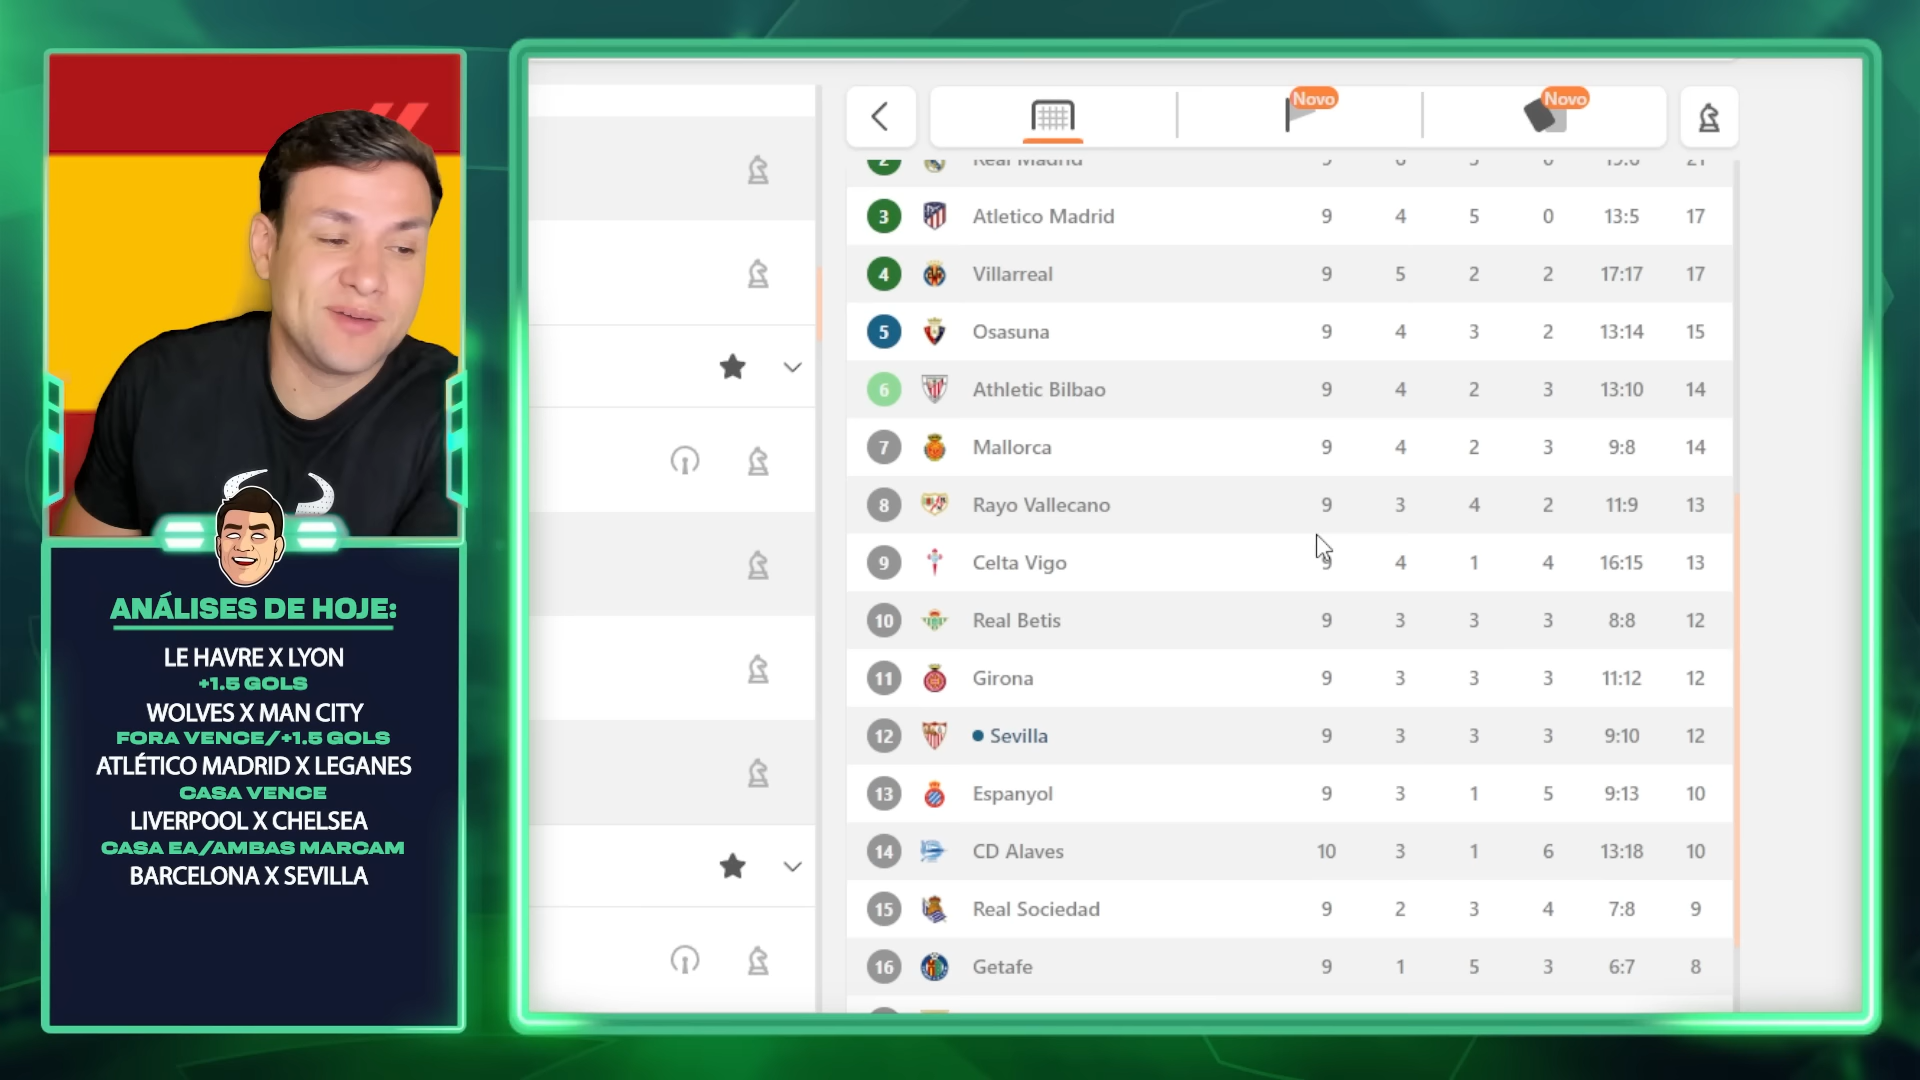 ANÁLISES DE HOJE:
LE HAVRE X LYON
+1.5 GOLS
WOLVES X MAN CITY
FORA VENCE/+1.5 GOLS
ATLÉTICO MADRID X LEGANES
CASA VENCE
LIVERPOOL X CHELSEA
CASA EA/AMBAS MARCAM
BARCELONA X SEVILLA
Novo
Novo
2 Real Madrid 21
3 Atletico Madrid 9 4 5 0 13:5 17
4 Villarreal 9 5 2 2 17:17 17
5 Osasuna 9 4 3 2 13:14 15
6 Athletic Bilbao 9 4 2 3 13:10 14
7 Mallorca 9 4 2 3 9:8 14
8 Rayo Vallecano 9 3 4 2 11:9 13
9 Celta Vigo 9 4 1 4 16:15 13
10 Real Betis 9 3 3 3 8:8 12
11 Girona 9 3 3 3 11:12 12
12 Sevilla 9 3 3 3 9:10 12
13 Espanyol 9 3 1 5 9:13 10
14 CD Alaves 10 3 1 6 13:18 10
15 Real Sociedad 9 2 3 4 7:8 9
16 Getafe 9 1 5 3 6:7 8